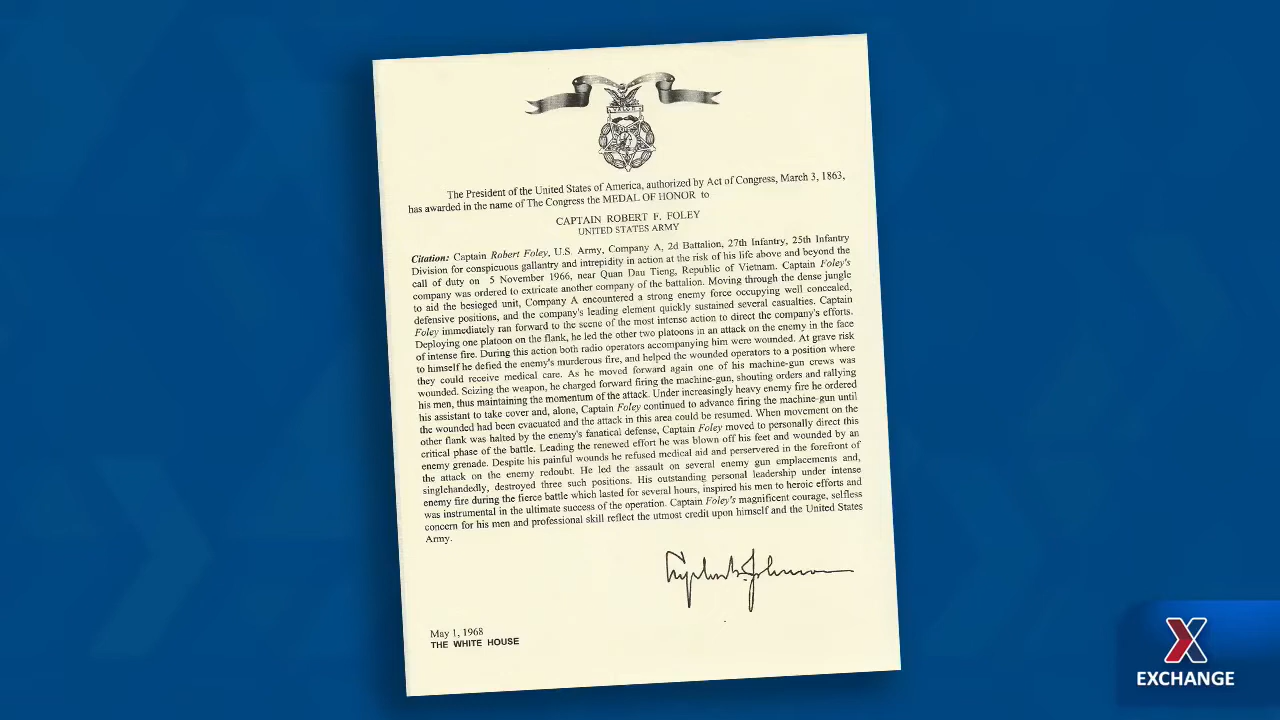 The President of the United States of America, authorized by Act of Congress, March 3, 1863,
has awarded in the name of The Congress the MEDAL OF HONOR to
CAPTAIN ROBERT F. FOLEY
UNITED STATES ARMY
Citation: Captain Robert Foley, U.S. Army, Company A, 2d Battalion, 27th Infantry, 25th Infantry
Division for conspicuous gallantry and intrepidity in action at the risk of his life above and beyond the
call of duty on 5 November 1966, near Quan Dau Tieng, Republic of Vietnam. Captain Foley's
company was ordered to extricate another company of the battalion. Moving through the dense jungle
to aid the besieged unit, Company A encountered a strong enemy force occupying well concealed,
defensive positions, and the company's leading element quickly sustained several casualties. Captain
Foley immediately ran forward to the scene of the most intense action to direct the company's efforts.
Deploying one platoon on the flank, he led the other two platoons in an attack on the enemy in the face
of intense fire. During this action both radio operators accompanying him were wounded. At grave risk
to himself he defied the enemy's murderous fire, and helped the wounded operators to a position where
they could receive medical care. As he moved forward again one of his machine-gun crews was
wounded. Seizing the weapon, he charged forward firing the machine-gun, shouting orders and rallying
his men, thus maintaining the momentum of the attack. Under increasingly heavy enemy fire he ordered
his assistant to take cover and, alone, Captain Foley continued to advance firing the machine-gun until
the wounded had been evacuated and the attack in this area could be resumed. When movement on the
other flank was halted by the enemy's fanatical defense, Captain Foley moved to personally direct this
critical phase of the battle. Leading the renewed effort he was blown off his feet and wounded by an
enemy grenade. Despite his painful wounds he refused medical aid and perservered in the forefront of
the attack on the enemy redoubt. He led the assault on several enemy gun emplacements and,
singlehandedly, destroyed three such positions. His outstanding personal leadership under intense
enemy fire during the fierce battle which lasted for several hours, inspired his men to heroic efforts and
was instrumental in the ultimate success of the operation. Captain Foley's magnificent courage, selfless
concern for his men and professional skill reflect the utmost credit upon himself and the United States
Army.
May 1, 1968
THE WHITE HOUSE
X
EXCHANGE